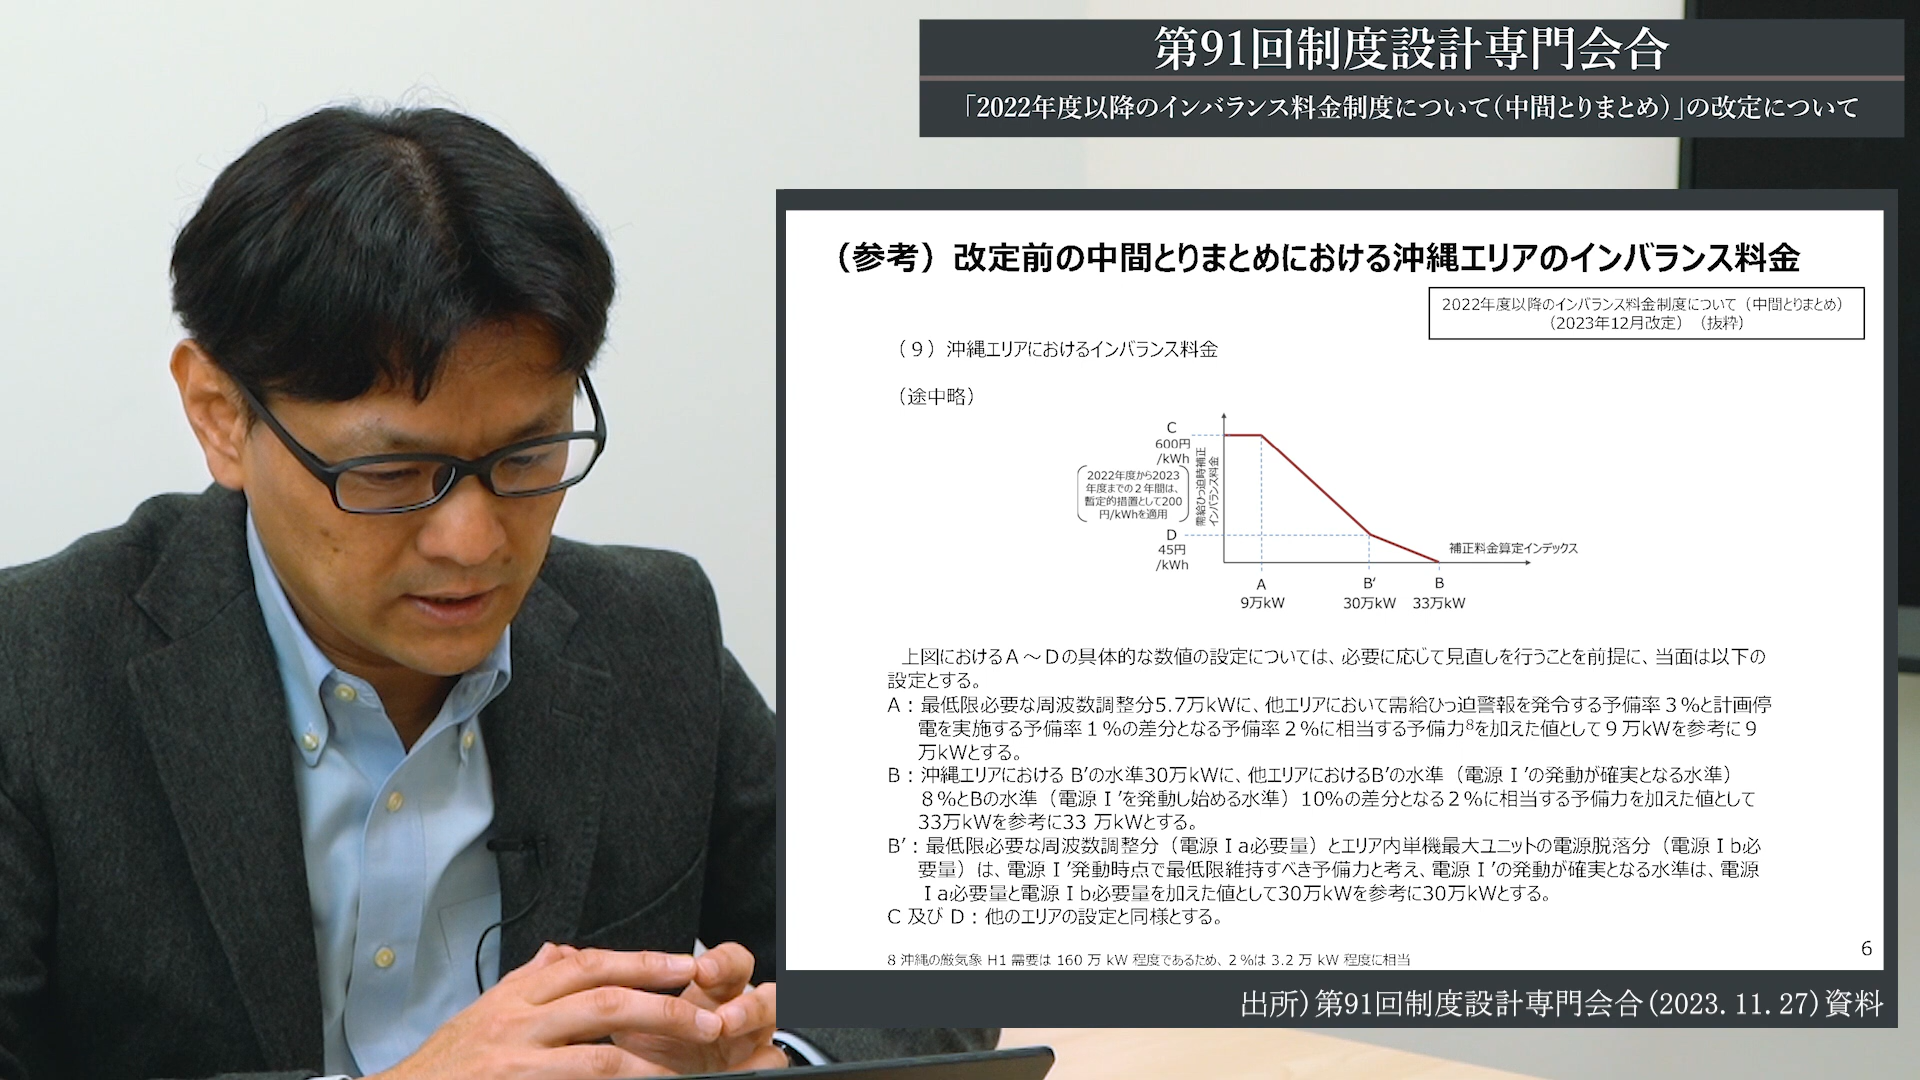 第91回制度設計専門会合
「2022年度以降のインバランス料金制度について(中間とりまとめ)」の改定について
（参考）改定前の中間とりまとめにおける沖縄エリアのインバランス料金
2022年度以降のインバランス料金制度について（中間とりまとめ）
（2023年12月改定）（抜粋）
（９）沖縄エリアにおけるインバランス料金
（途中略）
C
600円
/kWh
2022年度から2023
年度までの２年間は、
暫定的措置として200
円/kWhを適用
需給ひっ迫時補正
インバランス料金
D
45円
/kWh
補正料金算定インデックス
A
9万kW
B'
30万kW
B
33万kW
上図におけるＡ～Ｄの具体的な数値の設定については、必要に応じて見直しを行うことを前提に、当面は以下の
設定とする。
A：最低限必要な周波数調整分5.7万kWに、他エリアにおいて需給ひっ迫警報を発令する予備率３％と計画停
電を実施する予備率１％の差分となる予備率２％に相当する予備力⁸を加えた値として９万kWを参考に９
万kWとする。
B：沖縄エリアにおける B'の水準30万kWに、他エリアにおけるB'の水準（電源Ⅰ'の発動が確実となる水準）
８％とBの水準（電源Ⅰ'を発動し始める水準）10％の差分となる２％に相当する予備力を加えた値として
33万kWを参考に33 万kWとする。
B'：最低限必要な周波数調整分（電源Ⅰa必要量）とエリア内単機最大ユニットの電源脱落分（電源Ⅰb必
要量）は、電源Ⅰ'発動時点で最低限維持すべき予備力と考え、電源Ⅰ'の発動が確実となる水準は、電源
Ⅰa必要量と電源Ⅰb必要量を加えた値として30万kWを参考に30万kWとする。
C 及び D：他のエリアの設定と同様とする。
8 沖縄の厳気象 H1 需要は 160 万 kW 程度であるため、2％は 3.2 万 kW 程度に相当
6
出所)第91回制度設計専門会合(2023.11.27)資料